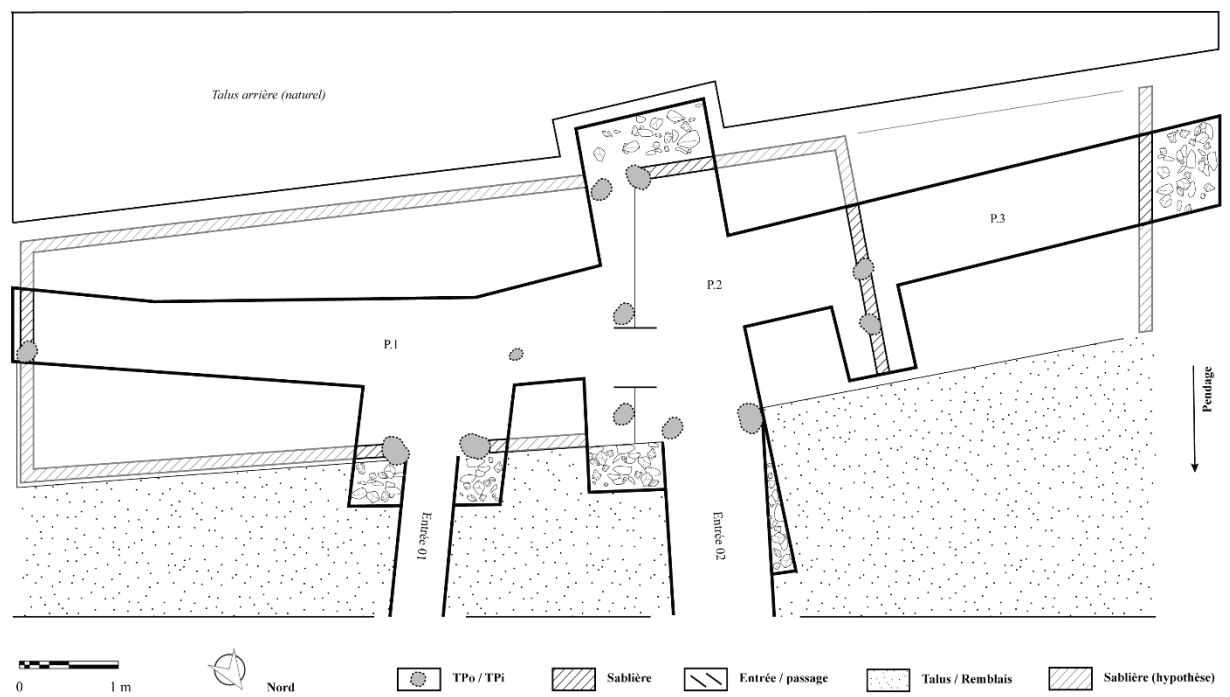 Talus arrière (naturel)
P.3
P.2
P.1
Pendage
Entrée 01
Entrée 02
0
1 m
Nord
TPo / TPi
Sablière
Entrée / passage
Talus / Remblais
Sablière (hypothèse)